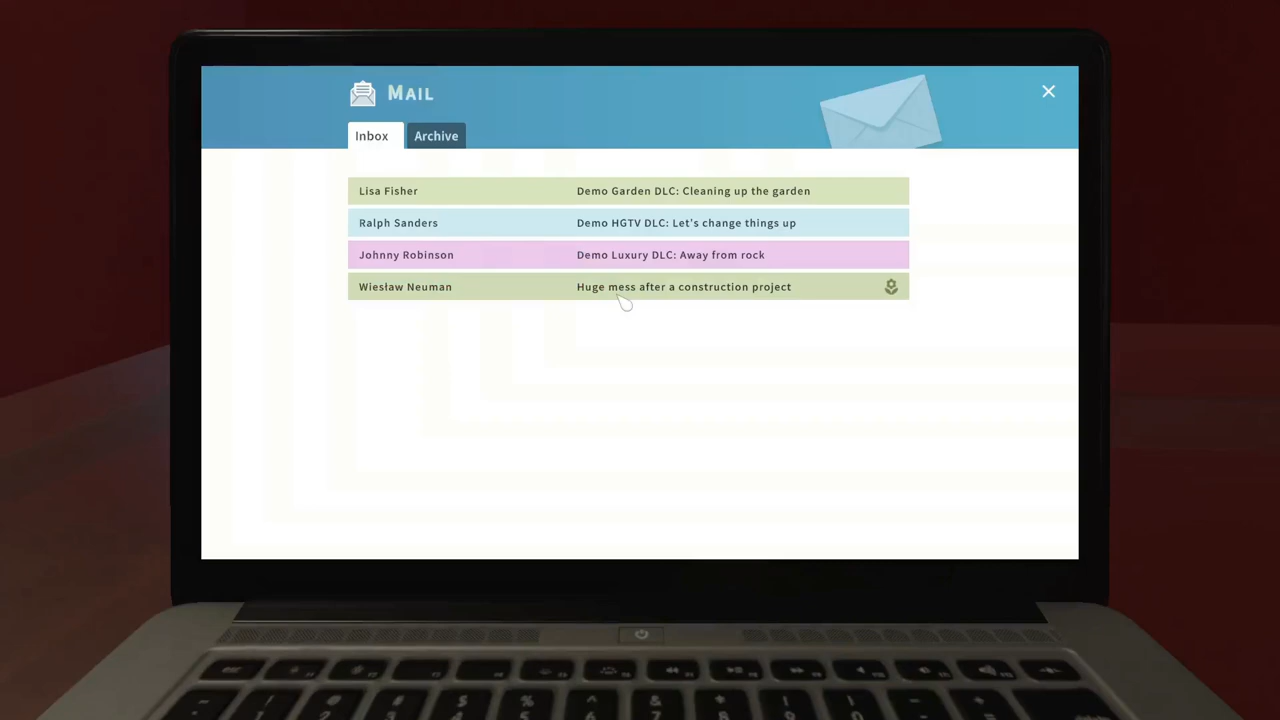 MAIL
Inbox
Archive
Lisa Fisher Demo Garden DLC: Cleaning up the garden
Ralph Sanders Demo HGTV DLC: Let's change things up
Johnny Robinson Demo Luxury DLC: Away from rock
Wiesław Neuman Huge mess after a construction project